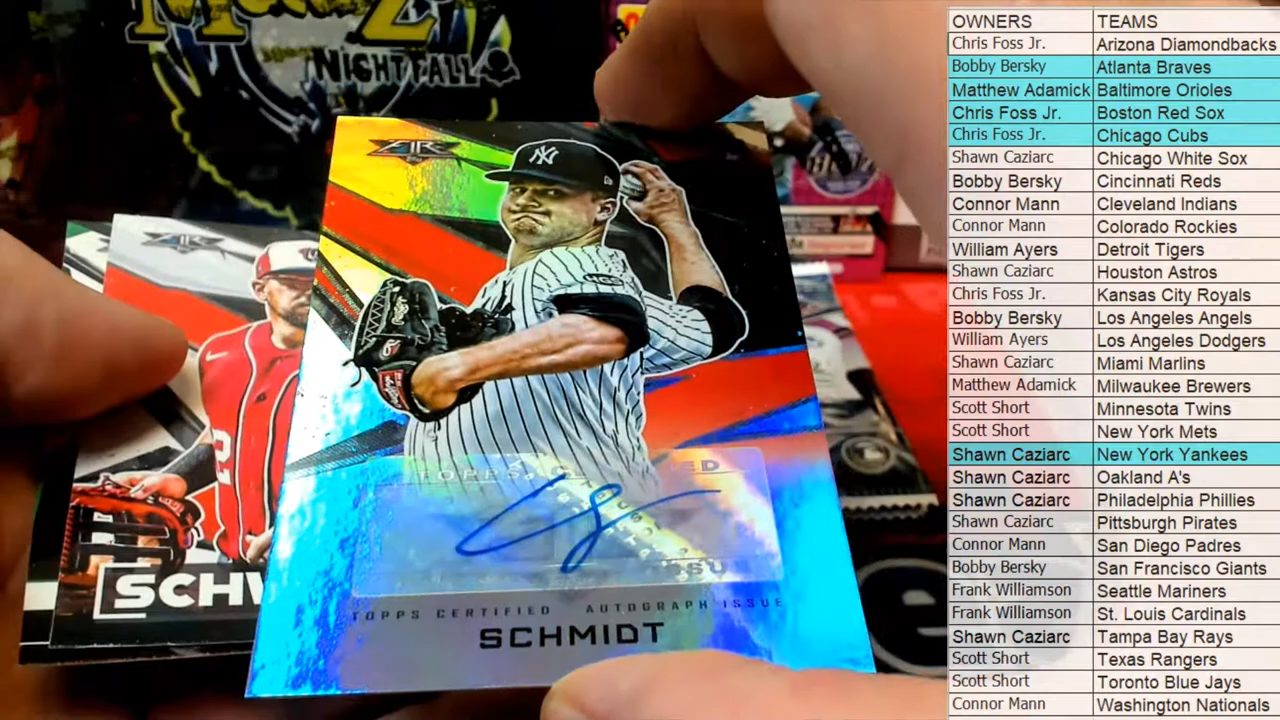 NIGHTFALL
FIRE
NY
TOPPS CERTIFIED
TOPPS CERTIFIED AUTOGRAPH ISSUE
SCHMIDT
2
SCHW
OWNERS TEAMS
Chris Foss Jr. Arizona Diamondbacks
Bobby Bersky Atlanta Braves
Matthew Adamick Baltimore Orioles
Chris Foss Jr. Boston Red Sox
Chris Foss Jr. Chicago Cubs
Shawn Caziarc Chicago White Sox
Bobby Bersky Cincinnati Reds
Connor Mann Cleveland Indians
Connor Mann Colorado Rockies
William Ayers Detroit Tigers
Shawn Caziarc Houston Astros
Chris Foss Jr. Kansas City Royals
Bobby Bersky Los Angeles Angels
William Ayers Los Angeles Dodgers
Shawn Caziarc Miami Marlins
Matthew Adamick Milwaukee Brewers
Scott Short Minnesota Twins
Scott Short New York Mets
Shawn Caziarc New York Yankees
Shawn Caziarc Oakland A's
Shawn Caziarc Philadelphia Phillies
Shawn Caziarc Pittsburgh Pirates
Connor Mann San Diego Padres
Bobby Bersky San Francisco Giants
Frank Williamson Seattle Mariners
Frank Williamson St. Louis Cardinals
Shawn Caziarc Tampa Bay Rays
Scott Short Texas Rangers
Scott Short Toronto Blue Jays
Connor Mann Washington Nationals